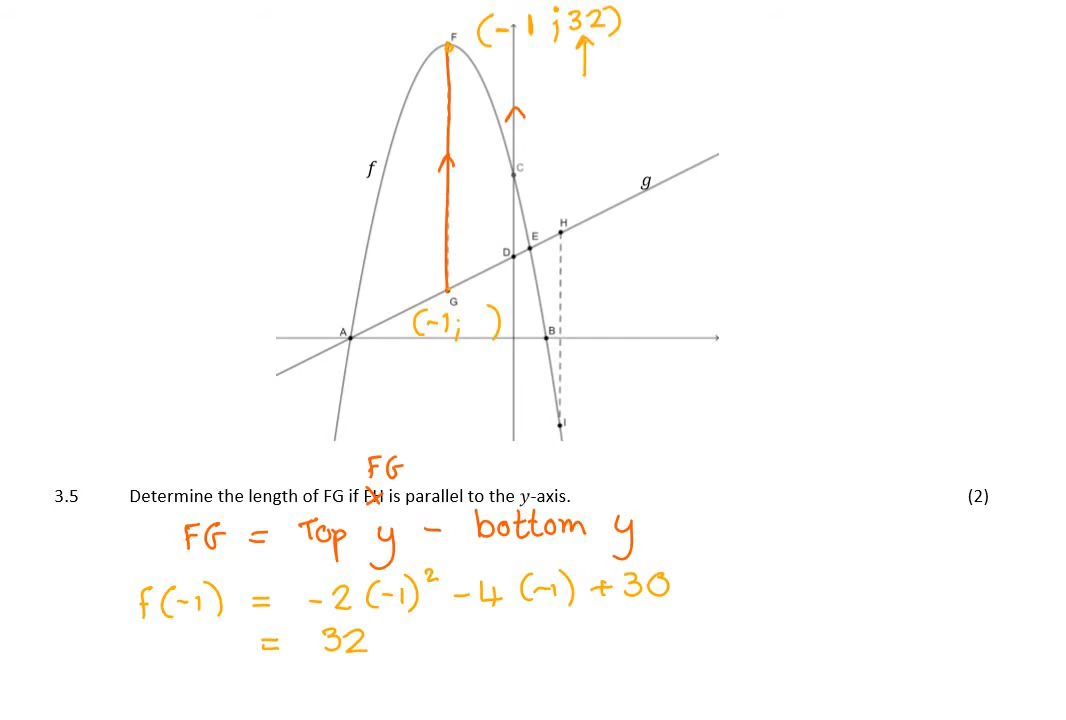 F (-1 ; 32)
f
C
g
H
E
D
G
(-1; )
A
B
I
FG
3.5 Determine the length of FG if is parallel to the y-axis. (2)
FG = Top y - bottom y
f(-1) = -2(-1)² - 4(-1) + 30
= 32